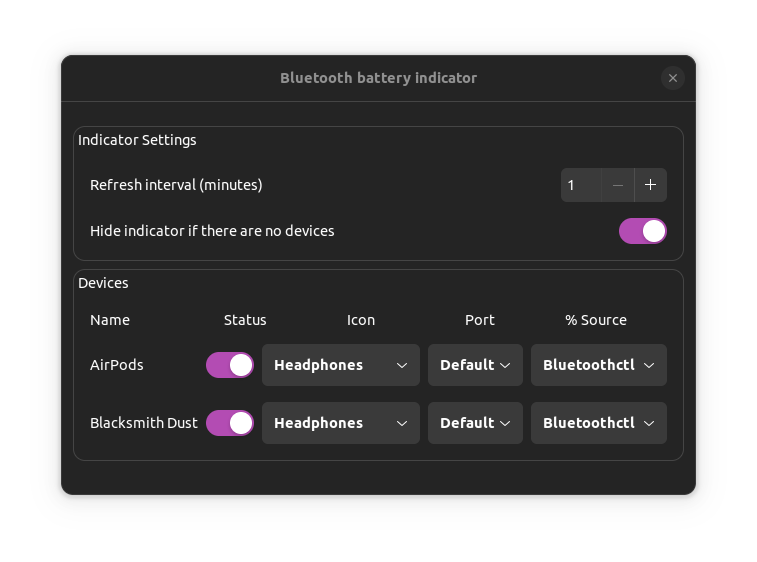 Bluetooth battery indicator
Indicator Settings
Refresh interval (minutes) 1
Hide indicator if there are no devices
Devices
Name Status Icon Port % Source
AirPods Headphones Default Bluetoothctl
Blacksmith Dust Headphones Default Bluetoothctl